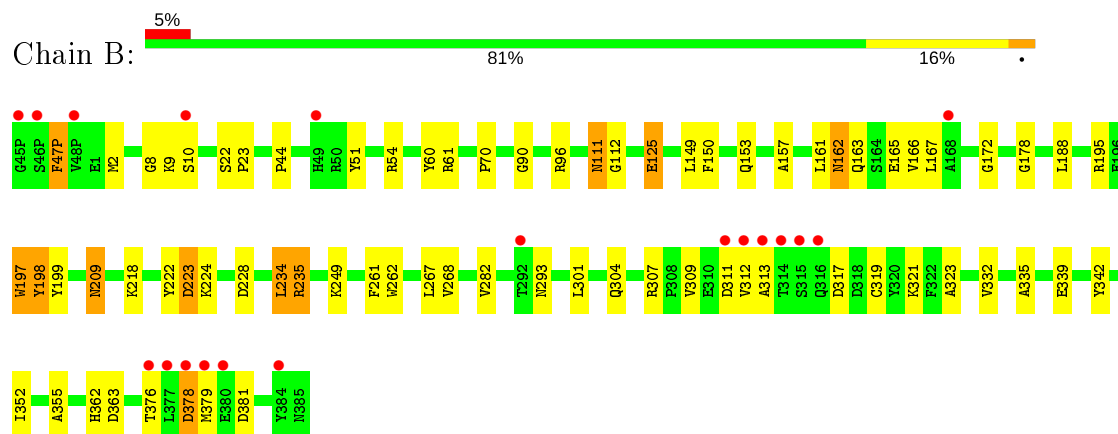 5%
Chain B:
81% 16% •
G45P S46P F47P V48P E1 M2 G8 K9 S10 S22 P23 P44 H49 R50 Y51 R54 Y60 R61 P70 G90 R96 N111 G112 E125 L149 F150 Q153 A157 L161 N162 Q163 S164 E165 V166 L167 A168 G172 G178 L188 R195 E196
W197 Y198 Y199 N209 K218 Y222 D223 K224 D228 L234 R235 K249 F261 W262 L267 V268 V282 T292 N293 L301 Q304 R307 P308 V309 E310 D311 V312 A313 T314 S315 Q316 D317 D318 C319 Y320 K321 F322 A323 V332 A335 E339 Y342
I352 A355 H362 D363 T376 L377 D378 M379 E380 D381 Y384 N385